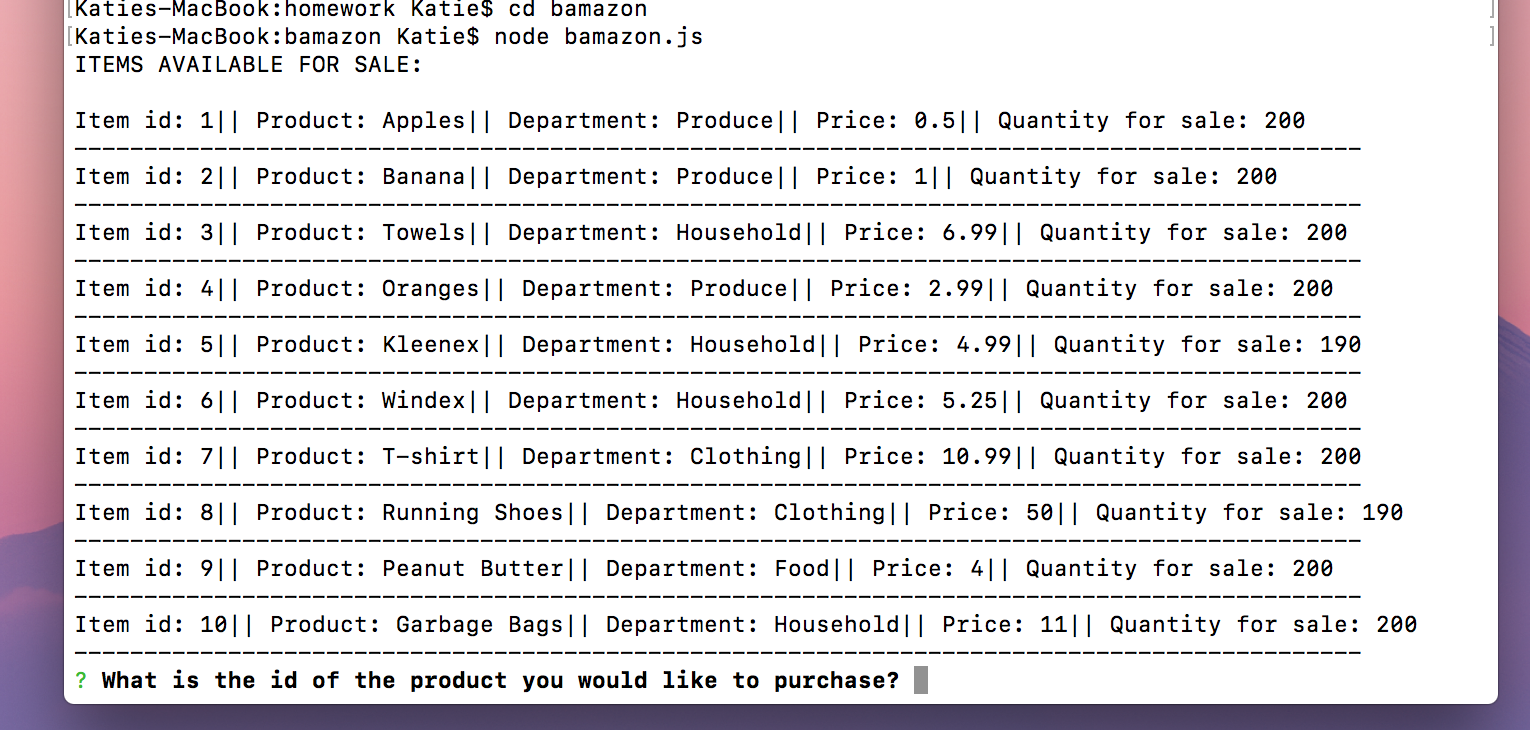 [Katies-MacBook:homework Katie$ cd bamazon ]
[Katies-MacBook:bamazon Katie$ node bamazon.js ]
ITEMS AVAILABLE FOR SALE:
Item id: 1|| Product: Apples|| Department: Produce|| Price: 0.5|| Quantity for sale: 200
--------------------------------------------------------------------------------------------
Item id: 2|| Product: Banana|| Department: Produce|| Price: 1|| Quantity for sale: 200
--------------------------------------------------------------------------------------------
Item id: 3|| Product: Towels|| Department: Household|| Price: 6.99|| Quantity for sale: 200
--------------------------------------------------------------------------------------------
Item id: 4|| Product: Oranges|| Department: Produce|| Price: 2.99|| Quantity for sale: 200
--------------------------------------------------------------------------------------------
Item id: 5|| Product: Kleenex|| Department: Household|| Price: 4.99|| Quantity for sale: 190
--------------------------------------------------------------------------------------------
Item id: 6|| Product: Windex|| Department: Household|| Price: 5.25|| Quantity for sale: 200
--------------------------------------------------------------------------------------------
Item id: 7|| Product: T-shirt|| Department: Clothing|| Price: 10.99|| Quantity for sale: 200
--------------------------------------------------------------------------------------------
Item id: 8|| Product: Running Shoes|| Department: Clothing|| Price: 50|| Quantity for sale: 190
--------------------------------------------------------------------------------------------
Item id: 9|| Product: Peanut Butter|| Department: Food|| Price: 4|| Quantity for sale: 200
--------------------------------------------------------------------------------------------
Item id: 10|| Product: Garbage Bags|| Department: Household|| Price: 11|| Quantity for sale: 200
--------------------------------------------------------------------------------------------
? What is the id of the product you would like to purchase?